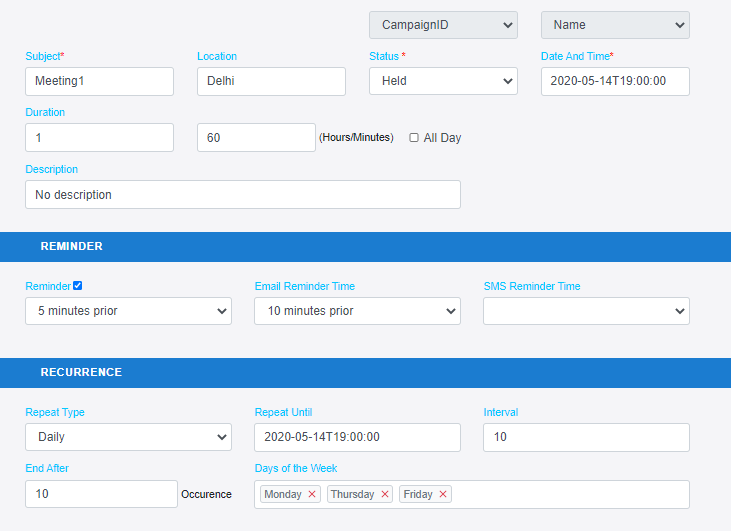 CampaignID Name
Subject* Location Status * Date And Time*
Meeting1 Delhi Held 2020-05-14T19:00:00
Duration
1 60 (Hours/Minutes) All Day
Description
No description
REMINDER
Reminder Email Reminder Time SMS Reminder Time
5 minutes prior 10 minutes prior
RECURRENCE
Repeat Type Repeat Until Interval
Daily 2020-05-14T19:00:00 10
End After Days of the Week
10 Occurence Monday × Thursday × Friday ×